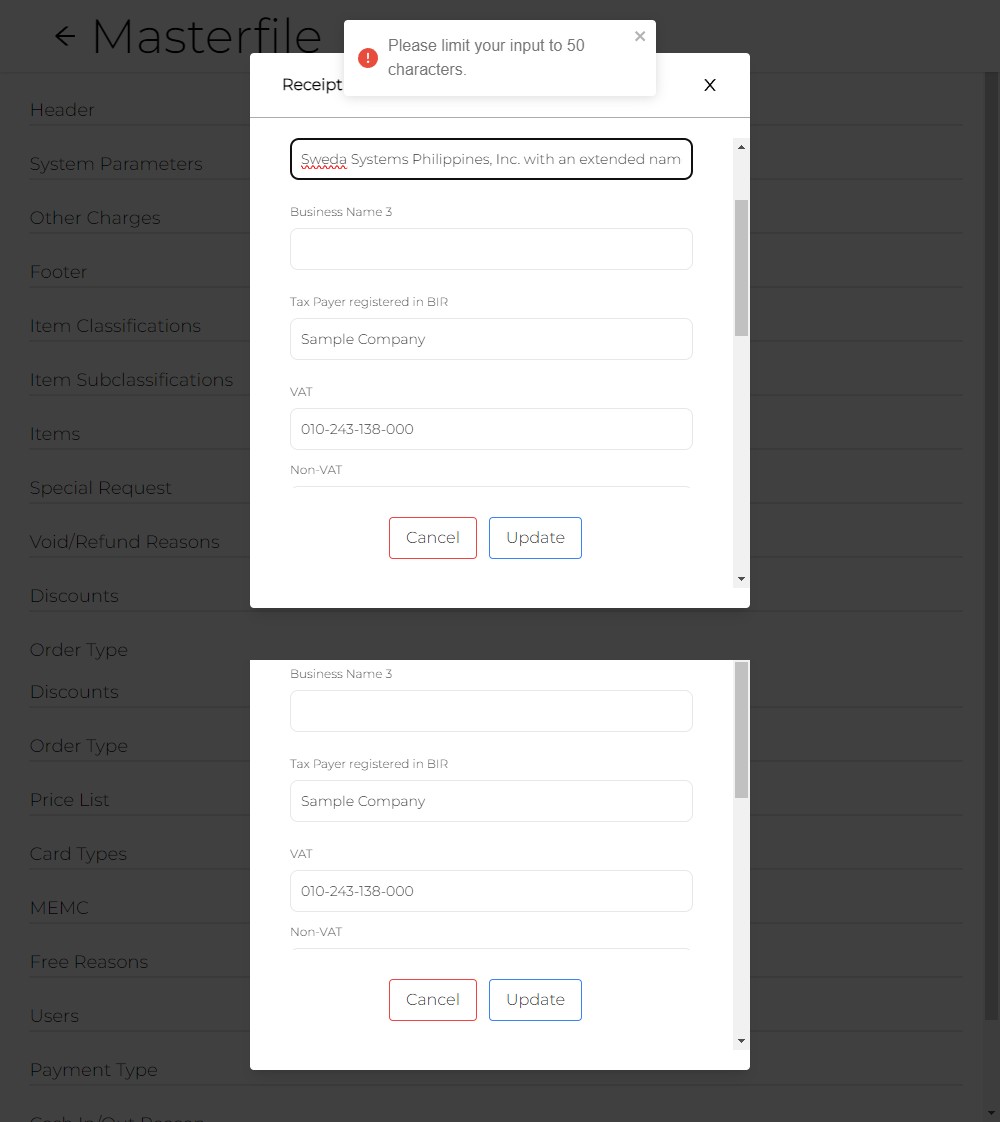 Masterfile
Please limit your input to 50
characters.
Receipt
X
Header
System Parameters
Other Charges
Footer
Item Classifications
Item Subclassifications
Items
Special Request
Void/Refund Reasons
Discounts
Order Type
Discounts
Order Type
Price List
Card Types
MEMC
Free Reasons
Users
Payment Type
Cash In/Out Reason
Sweda Systems Philippines, Inc. with an extended nam
Business Name 3
Tax Payer registered in BIR
Sample Company
VAT
010-243-138-000
Non-VAT
Cancel
Update
Business Name 3
Tax Payer registered in BIR
Sample Company
VAT
010-243-138-000
Non-VAT
Cancel
Update